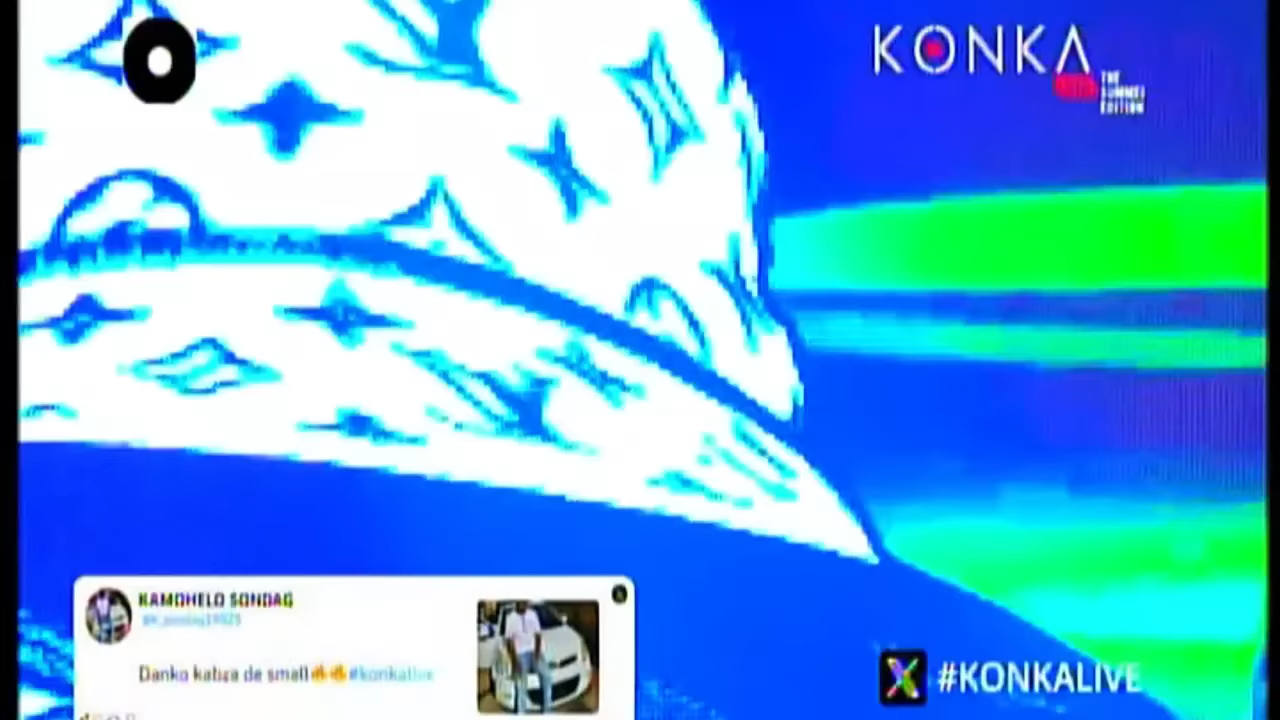 KONKA
THE
SUMMER
EDITION
KAMOHELO SONDAG
Danko kabza de small🔥🔥#konkalive
#KONKALIVE